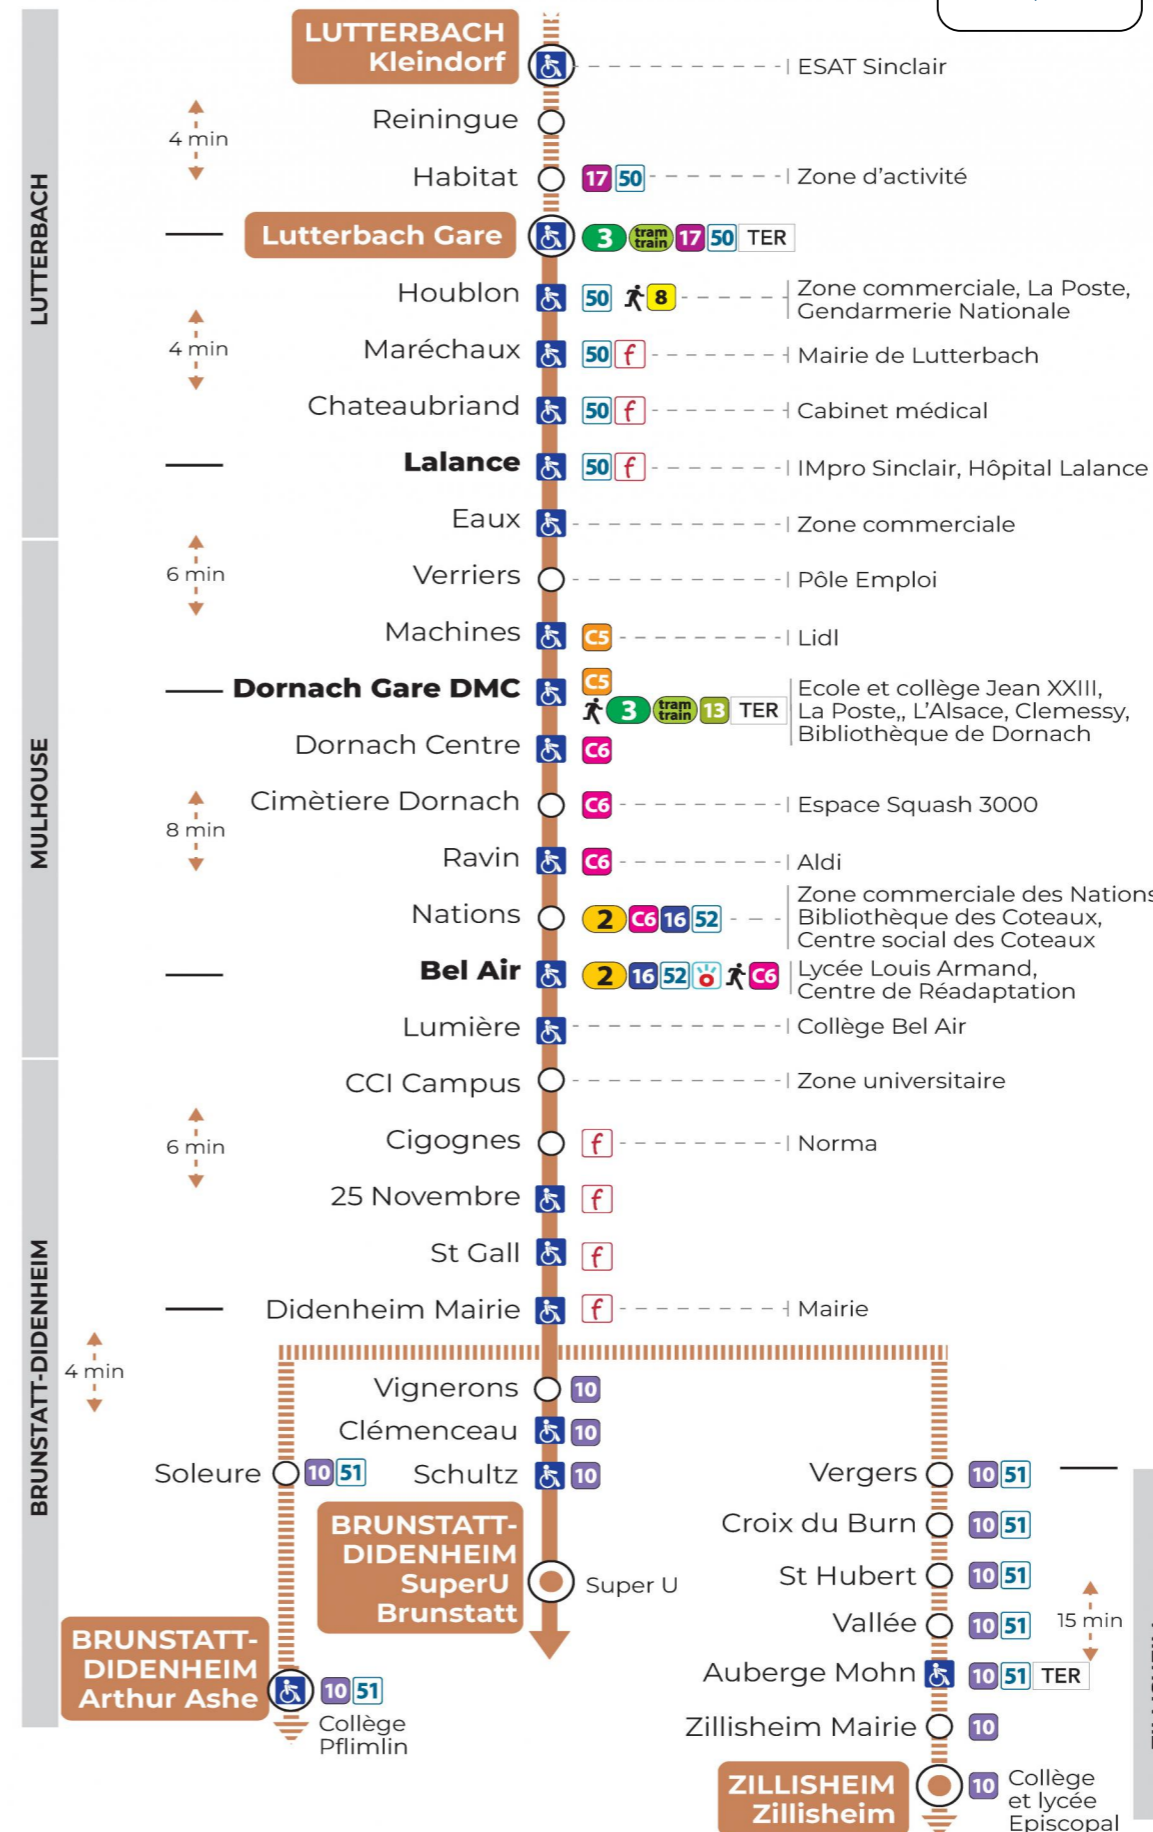 LUTTERBACH
Kleindorf
ESAT Sinclair
Reiningue
4 min
Habitat
17 50
Zone d’activité
LUTTERBACH
Lutterbach Gare
3 tram train 17 50 TER
Houblon
50 8
Zone commerciale, La Poste,
Gendarmerie Nationale
4 min
Maréchaux
50 f
Mairie de Lutterbach
Chateaubriand
50 f
Cabinet médical
Lalance
50 f
IMpro Sinclair, Hôpital Lalance
Eaux
Zone commerciale
6 min
Verriers
Pôle Emploi
Machines
C5
Lidl
MULHOUSE
Dornach Gare DMC
C5
3 tram train 13 TER
Ecole et collège Jean XXIII,
La Poste,, L’Alsace, Clemessy,
Bibliothèque de Dornach
Dornach Centre
C6
8 min
Cimètiere Dornach
C6
Espace Squash 3000
Ravin
C6
Aldi
Nations
2 C6 16 52
Zone commerciale des Nations
Bibliothèque des Coteaux,
Centre social des Coteaux
Bel Air
2 16 52 C6
Lycée Louis Armand,
Centre de Réadaptation
Lumière
Collège Bel Air
CCI Campus
Zone universitaire
6 min
Cigognes
f
Norma
25 Novembre
f
St Gall
f
Didenheim Mairie
f
Mairie
BRUNSTATT-DIDENHEIM
4 min
Vignerons
10
Clémenceau
10
Soleure
10 51
Schultz
10
BRUNSTATT-
DIDENHEIM
SuperU
Brunstatt
Super U
BRUNSTATT-
DIDENHEIM
Arthur Ashe
10 51
Collège
Pflimlin
Vergers
10 51
Croix du Burn
10 51
St Hubert
10 51
Vallée
10 51
15 min
Auberge Mohn
10 51 TER
Zillisheim Mairie
10
ZILLISHEIM
Zillisheim
10
Collège
et lycée
Episcopal